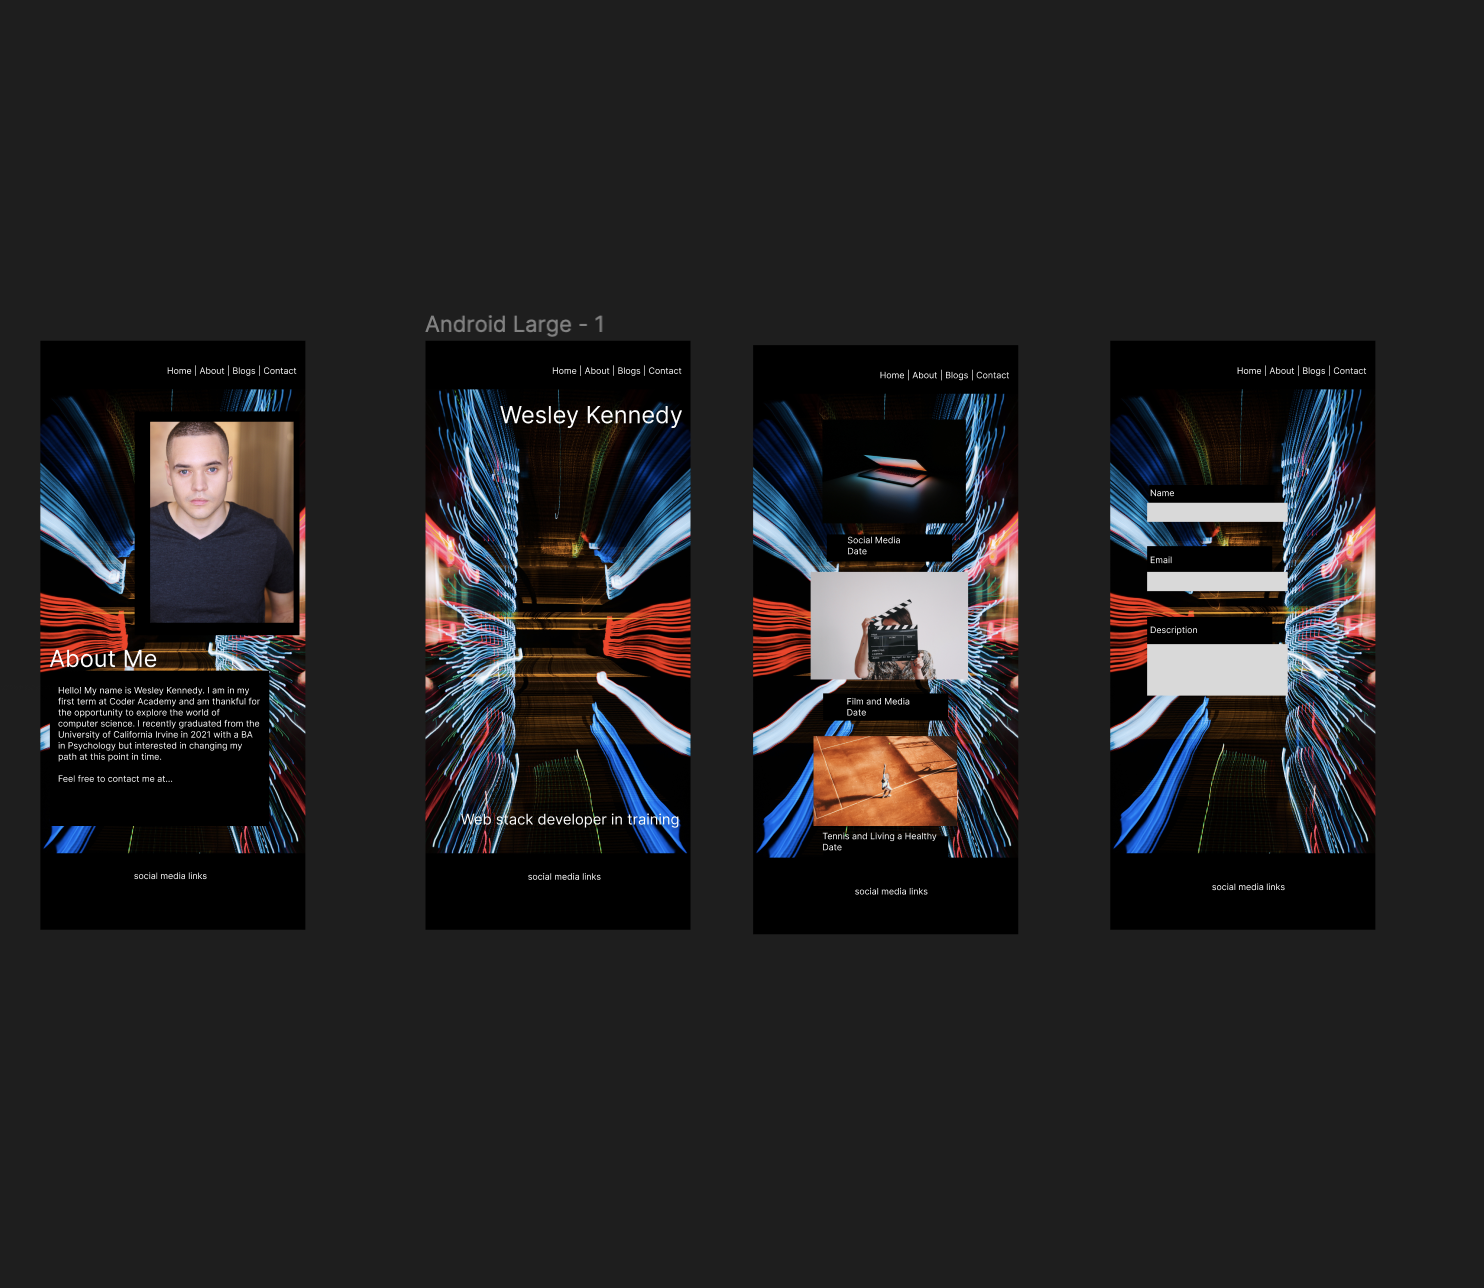 Android Large - 1
Home | About | Blogs | Contact
About Me
Hello! My name is Wesley Kennedy. I am in my
first term at Coder Academy and am thankful for
the opportunity to explore the world of
computer science. I recently graduated from the
University of California Irvine in 2021 with a BA
in Psychology but interested in changing my
path at this point in time.
Feel free to contact me at...
social media links
Home | About | Blogs | Contact
Wesley Kennedy
Web stack developer in training
social media links
Home | About | Blogs | Contact
Social Media
Date
Film and Media
Date
Tennis and Living a Healthy
Date
social media links
Home | About | Blogs | Contact
Name
Email
Description
social media links